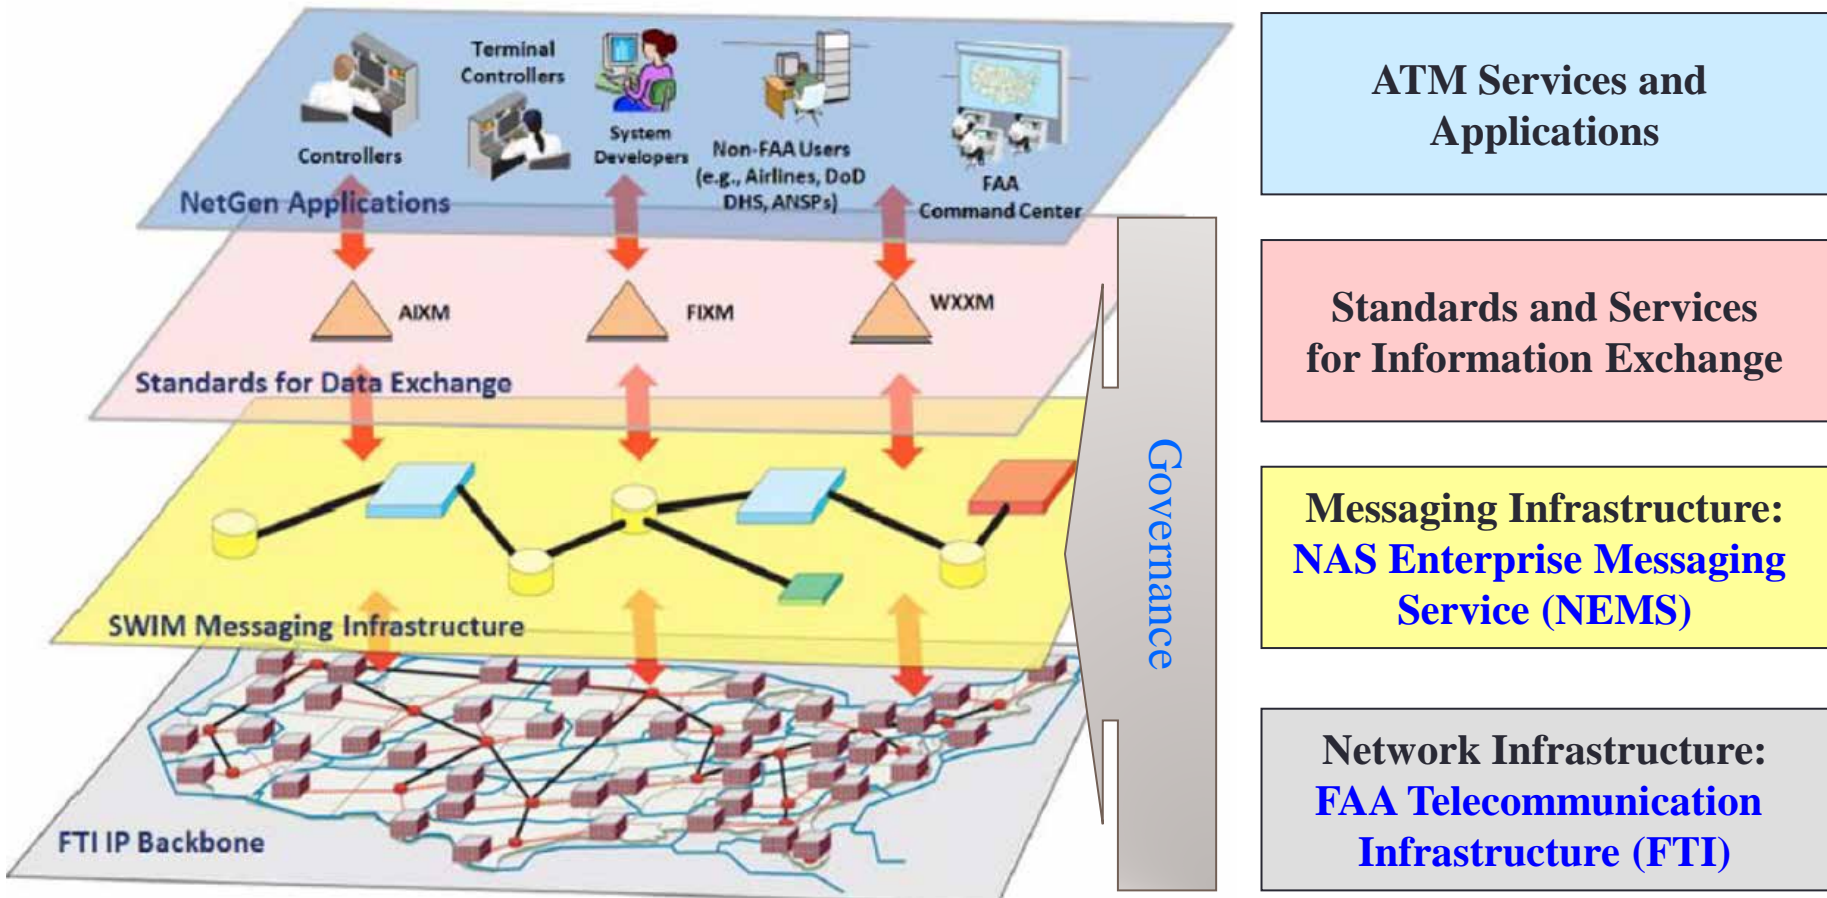 Controllers
Terminal
Controllers
System
Developers
Non-FAA Users
(e.g., Airlines, DoD
DHS, ANSPs)
FAA
Command Center
NetGen Applications
AIXM
FIXM
WXXM
Standards for Data Exchange
SWIM Messaging Infrastructure
FTI IP Backbone
Governance
ATM Services and
Applications
Standards and Services
for Information Exchange
Messaging Infrastructure:
NAS Enterprise Messaging
Service (NEMS)
Network Infrastructure:
FAA Telecommunication
Infrastructure (FTI)